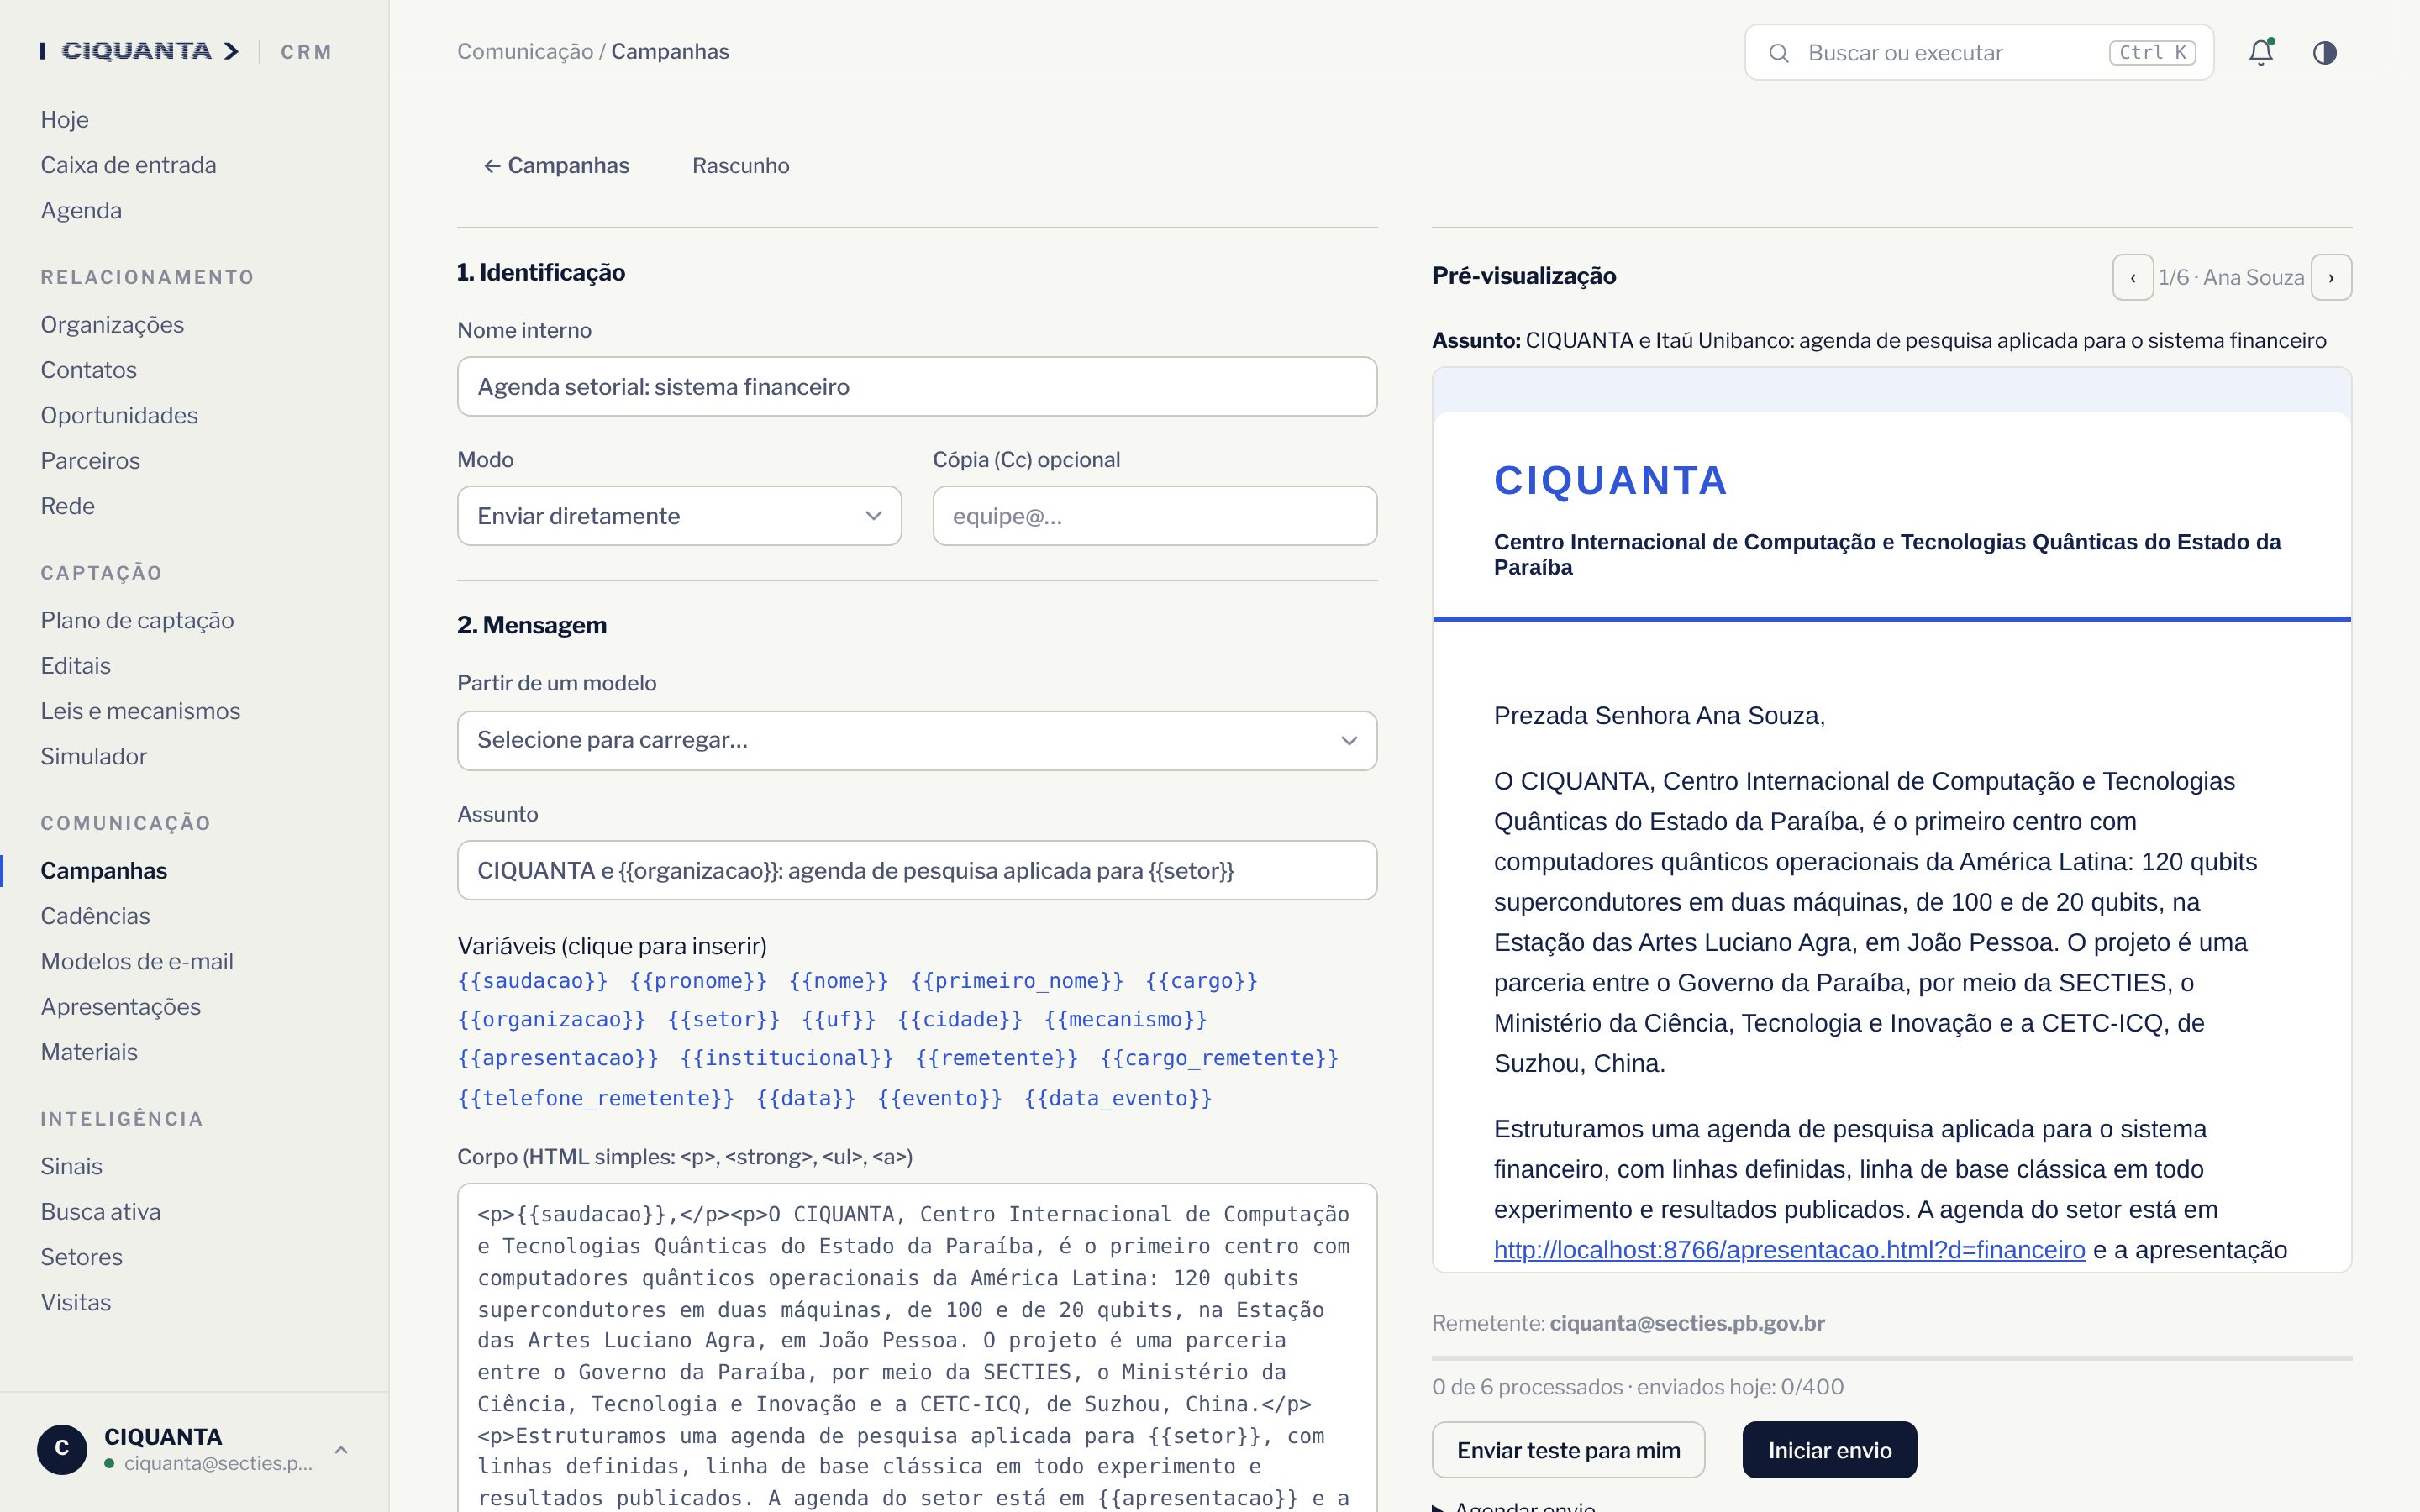 CIQUANTA
CRM
Hoje
Caixa de entrada
Agenda
RELACIONAMENTO
Organizações
Contatos
Oportunidades
Parceiros
Rede
CAPTAÇÃO
Plano de captação
Editais
Leis e mecanismos
Simulador
COMUNICAÇÃO
Campanhas
Cadências
Modelos de e-mail
Apresentações
Materiais
INTELIGÊNCIA
Sinais
Busca ativa
Setores
Visitas
C
CIQUANTA
ciquanta@secties.p...
Comunicação / Campanhas
Buscar ou executar
Ctrl K
← Campanhas
Rascunho
1. Identificação
Nome interno
Agenda setorial: sistema financeiro
Modo
Cópia (Cc) opcional
Enviar diretamente
equipe@...
2. Mensagem
Partir de um modelo
Selecione para carregar...
Assunto
CIQUANTA e {{organizacao}}: agenda de pesquisa aplicada para {{setor}}
Variáveis (clique para inserir)
{{saudacao}} {{pronome}} {{nome}} {{primeiro_nome}} {{cargo}}
{{organizacao}} {{setor}} {{uf}} {{cidade}} {{mecanismo}}
{{apresentacao}} {{institucional}} {{remetente}} {{cargo_remetente}}
{{telefone_remetente}} {{data}} {{evento}} {{data_evento}}
Corpo (HTML simples: <p>, <strong>, <ul>, <a>)
<p>{{saudacao}},</p><p>O CIQUANTA, Centro Internacional de Computação
e Tecnologias Quânticas do Estado da Paraíba, é o primeiro centro com
computadores quânticos operacionais da América Latina: 120 qubits
supercondutores em duas máquinas, de 100 e de 20 qubits, na Estação
das Artes Luciano Agra, em João Pessoa. O projeto é uma parceria
entre o Governo da Paraíba, por meio da SECTIES, o Ministério da
Ciência, Tecnologia e Inovação e a CETC-ICQ, de Suzhou, China.</p>
<p>Estruturamos uma agenda de pesquisa aplicada para {{setor}}, com
linhas definidas, linha de base clássica em todo experimento e
resultados publicados. A agenda do setor está em {{apresentacao}} e a
Pré-visualização
‹
1/6 · Ana Souza
›
Assunto: CIQUANTA e Itaú Unibanco: agenda de pesquisa aplicada para o sistema financeiro
CIQUANTA
Centro Internacional de Computação e Tecnologias Quânticas do Estado da
Paraíba
Prezada Senhora Ana Souza,
O CIQUANTA, Centro Internacional de Computação e Tecnologias
Quânticas do Estado da Paraíba, é o primeiro centro com
computadores quânticos operacionais da América Latina: 120 qubits
supercondutores em duas máquinas, de 100 e de 20 qubits, na
Estação das Artes Luciano Agra, em João Pessoa. O projeto é uma
parceria entre o Governo da Paraíba, por meio da SECTIES, o
Ministério da Ciência, Tecnologia e Inovação e a CETC-ICQ, de
Suzhou, China.
Estruturamos uma agenda de pesquisa aplicada para o sistema
financeiro, com linhas definidas, linha de base clássica em todo
experimento e resultados publicados. A agenda do setor está em
http://localhost:8766/apresentacao.html?d=financeiro e a apresentação
Remetente: ciquanta@secties.pb.gov.br
0 de 6 processados · enviados hoje: 0/400
Enviar teste para mim
Iniciar envio
Agendar envio